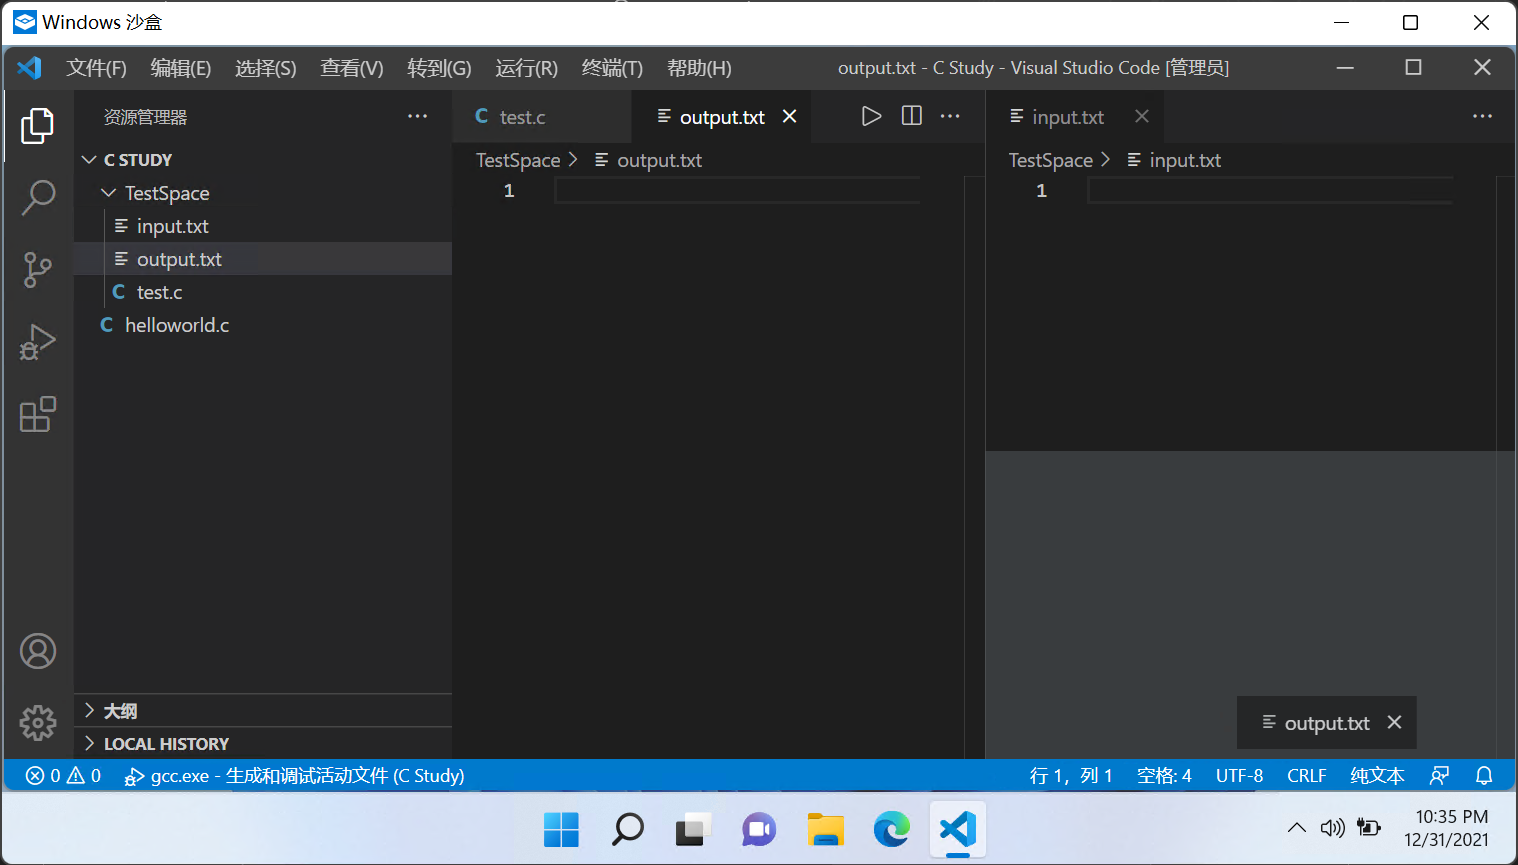 Windows 沙盒
文件(F) 编辑(E) 选择(S) 查看(V) 转到(G) 运行(R) 终端(T) 帮助(H) output.txt - C Study - Visual Studio Code [管理员]
资源管理器
C STUDY
TestSpace
input.txt
output.txt
C test.c
C helloworld.c
大纲
LOCAL HISTORY
C test.c output.txt
TestSpace output.txt
1
input.txt
TestSpace input.txt
1
output.txt
0 0 gcc.exe - 生成和调试活动文件 (C Study) 行 1，列 1 空格: 4 UTF-8 CRLF 纯文本
10:35 PM
12/31/2021